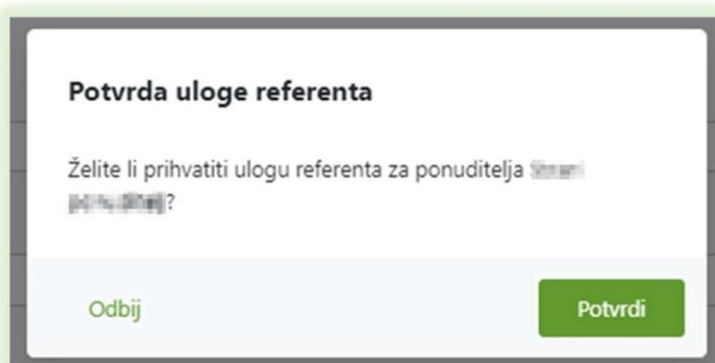 Potvrda uloge referenta
Želite li prihvatiti ulogu referenta za ponuditelja
?
Odbij
Potvrdi